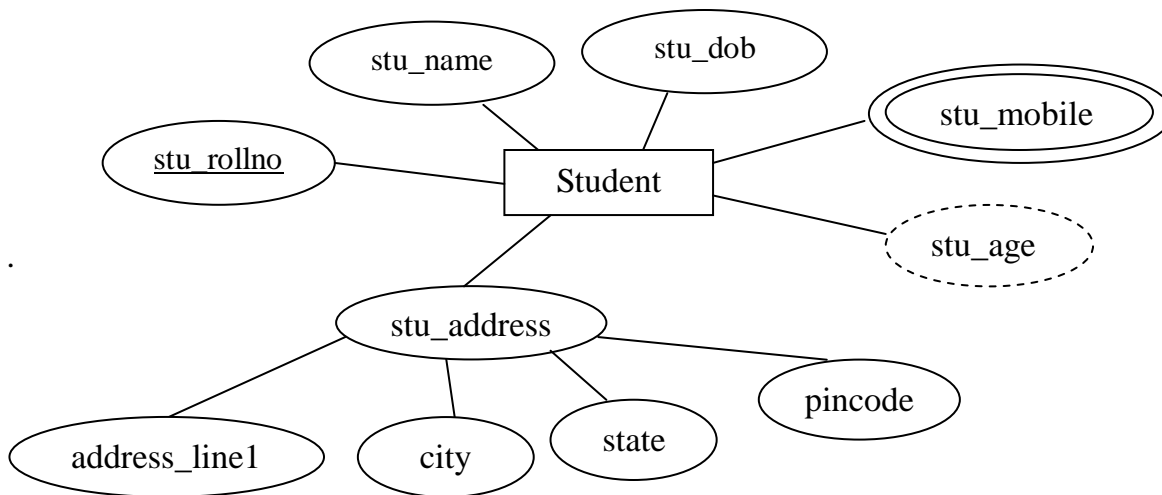 stu_name
stu_dob
stu_mobile
stu_rollno
Student
stu_age
.
stu_address
pincode
state
address_line1
city